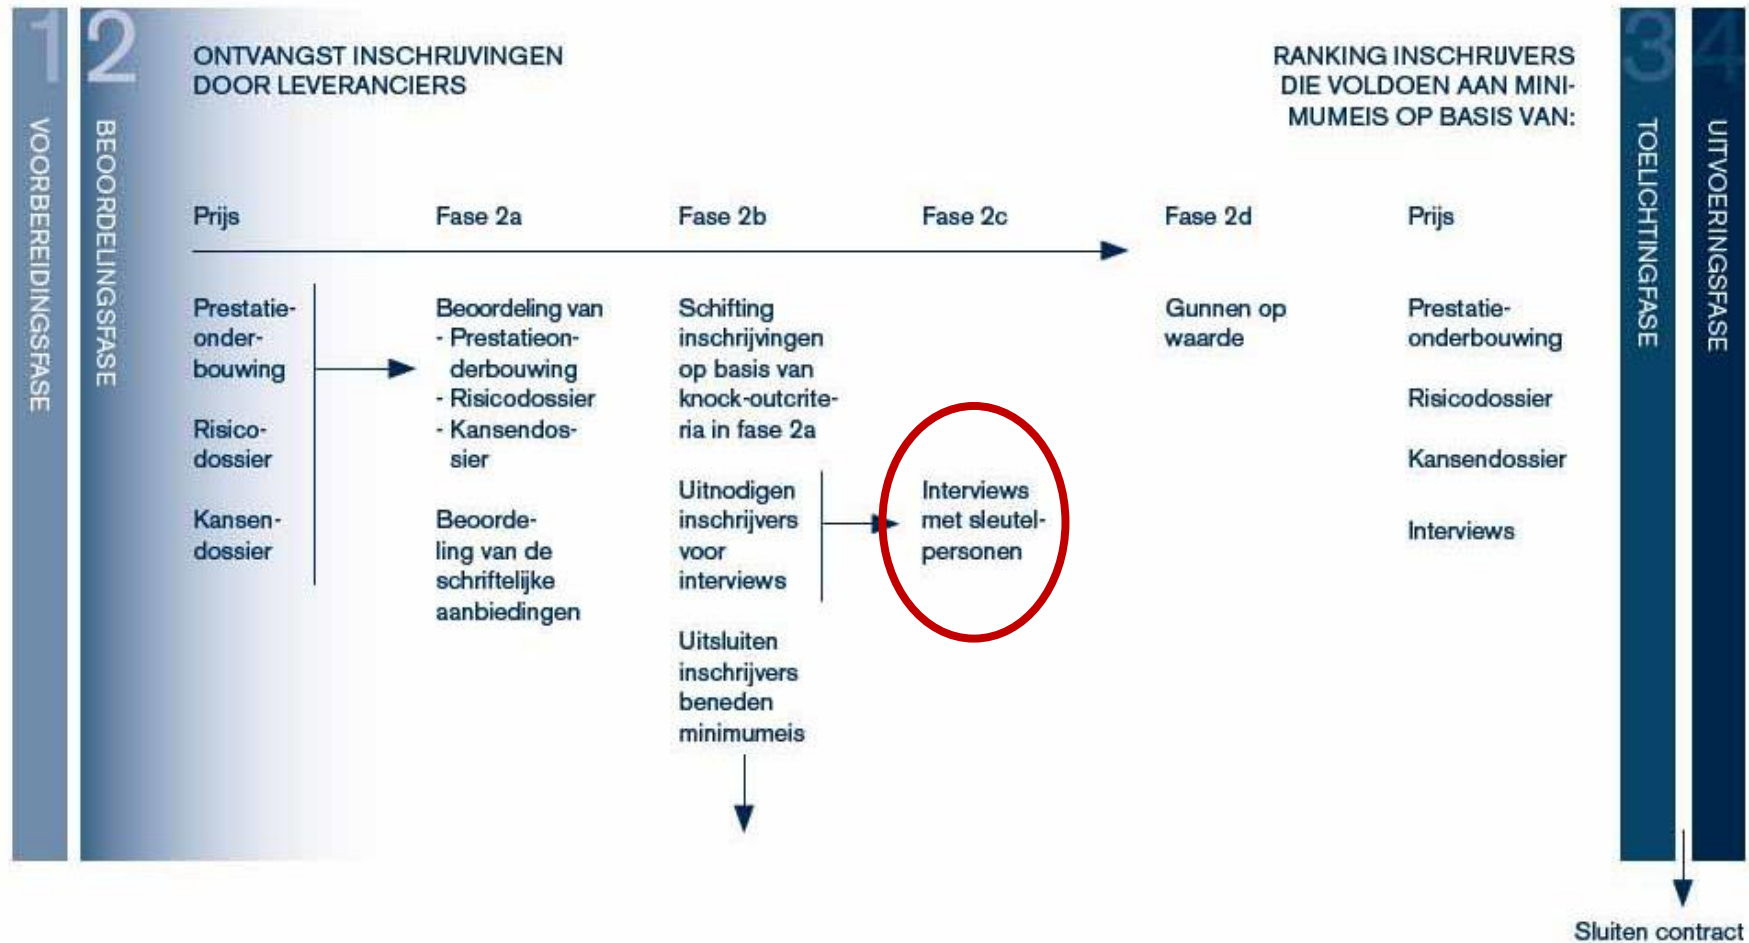 1
VOORBEREIDINGSFASE
2
BEOORDELINGSFASE
ONTVANGST INSCHRIJVINGEN
DOOR LEVERANCIERS
RANKING INSCHRIJVERS
DIE VOLDOEN AAN MINI-
MUMEIS OP BASIS VAN:
Prijs
Prestatie-
onder-
bouwing
Risico-
dossier
Kansen-
dossier
Fase 2a
Beoordeling van
- Prestatieon-
derbouwing
- Risicodossier
- Kansendos-
sier
Beoorde-
ling van de
schriftelijke
aanbiedingen
Fase 2b
Schifting
inschrijvingen
op basis van
knock-outcrite-
ria in fase 2a
Uitnodigen
inschrijvers
voor
interviews
Uitsluiten
inschrijvers
beneden
minimumeis
Fase 2c
Interviews
met sleutel-
personen
Fase 2d
Gunnen op
waarde
Prijs
Prestatie-
onderbouwing
Risicodossier
Kansendossier
Interviews
3
TOELICHTINGFASE
4
UITVOERINGSFASE
Sluiten contract